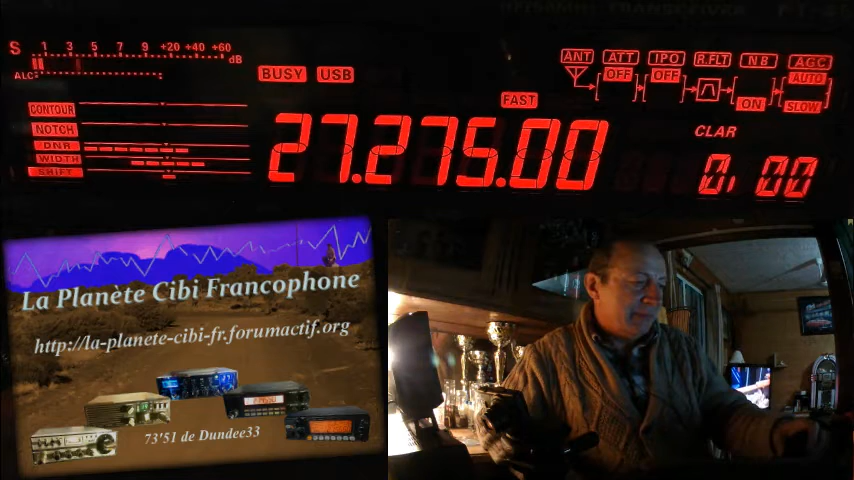 S 1 3 5 7 9 +20 +40 +60 dB
ALC
BUSY USB
ANT ATT IPO R.FLT NB AGC
OFF OFF AUTO
ON SLOW
FAST
CONTOUR
NOTCH
DNR
WIDTH
SHIFT
27.275.00
CLAR
0.00
La Planète Cibi Francophone
http://la-planete-cibi-fr.forumactif.org
73'51 de Dundee33